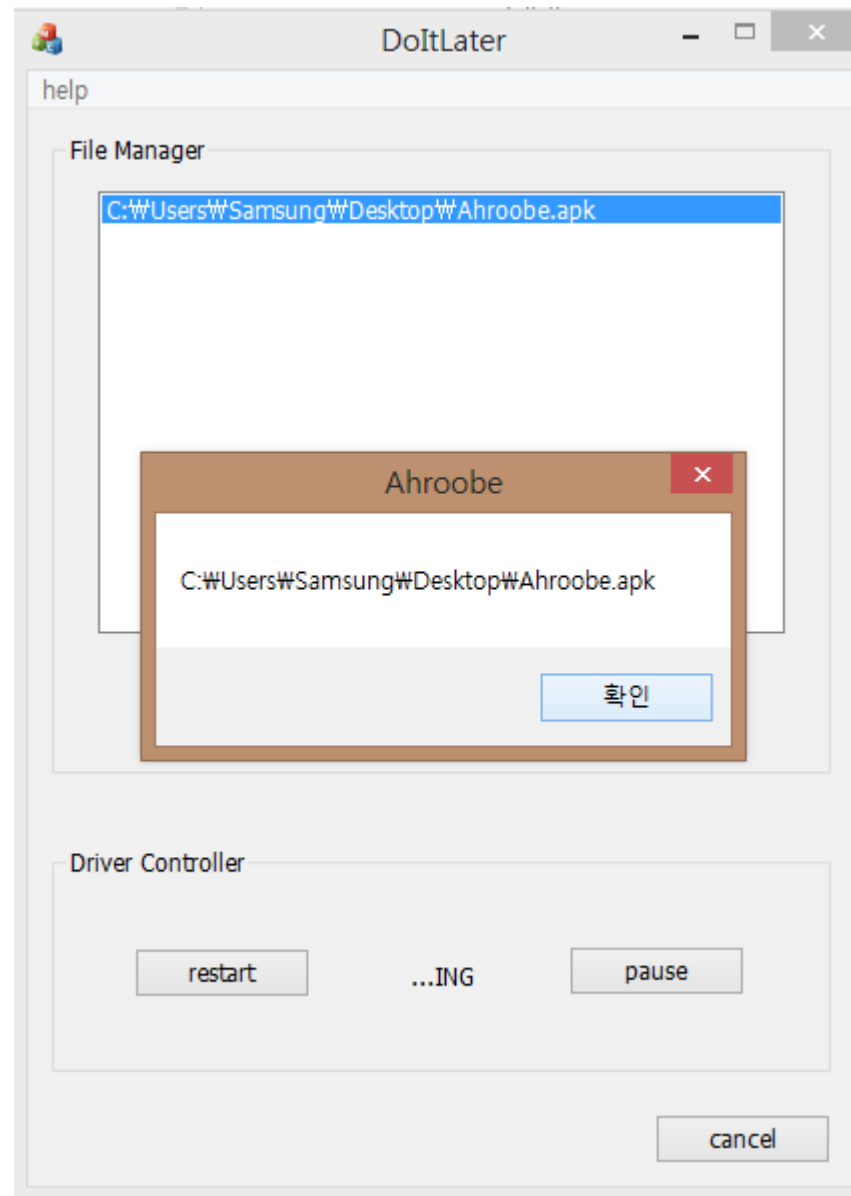 DoItLater
help
File Manager
C:₩Users₩Samsung₩Desktop₩Ahroobe.apk
Ahroobe
C:₩Users₩Samsung₩Desktop₩Ahroobe.apk
확인
Driver Controller
restart
...ING
pause
cancel